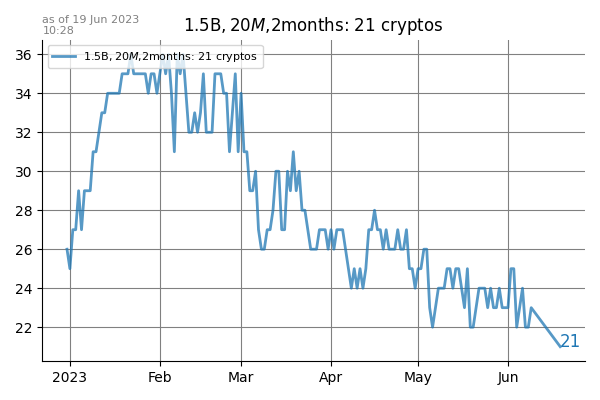 as of 19 Jun 2023
10:28
1.5B, 20M,2months: 21 cryptos
1.5B, 20M,2months: 21 cryptos
36
34
32
30
28
26
24
22
21
2023 Feb Mar Apr May Jun